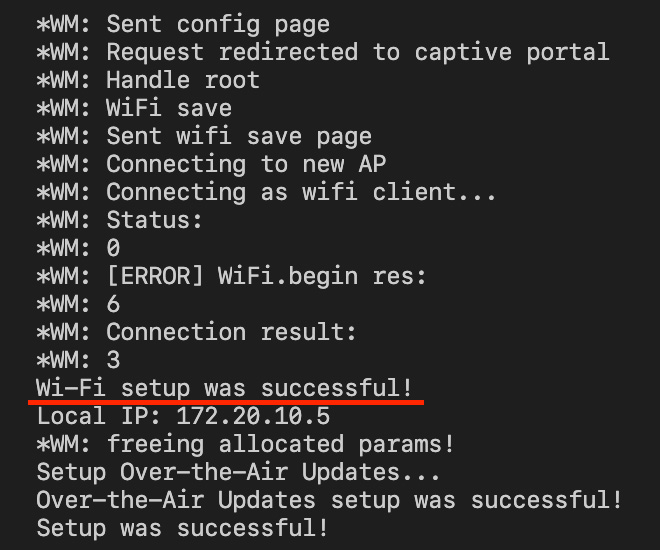 *WM: Sent config page
*WM: Request redirected to captive portal
*WM: Handle root
*WM: WiFi save
*WM: Sent wifi save page
*WM: Connecting to new AP
*WM: Connecting as wifi client...
*WM: Status:
*WM: 0
*WM: [ERROR] WiFi.begin res:
*WM: 6
*WM: Connection result:
*WM: 3
Wi-Fi setup was successful!
Local IP: 172.20.10.5
*WM: freeing allocated params!
Setup Over-the-Air Updates...
Over-the-Air Updates setup was successful!
Setup was successful!